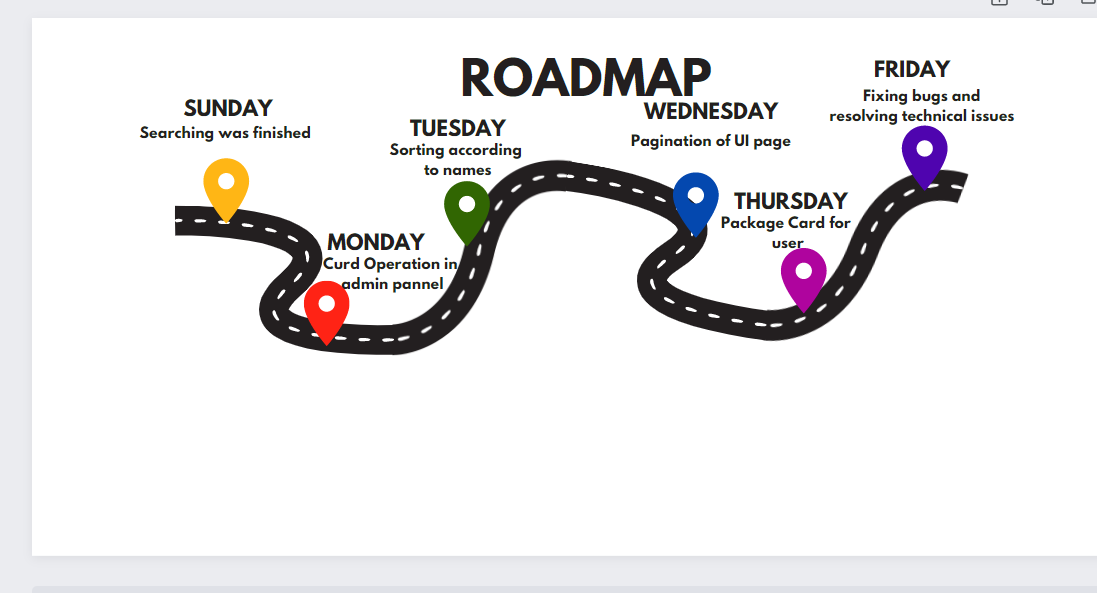 ROADMAP
SUNDAY
Searching was finished
MONDAY
Curd Operation in
admin pannel
TUESDAY
Sorting according
to names
WEDNESDAY
Pagination of UI page
THURSDAY
Package Card for
user
FRIDAY
Fixing bugs and
resolving technical issues